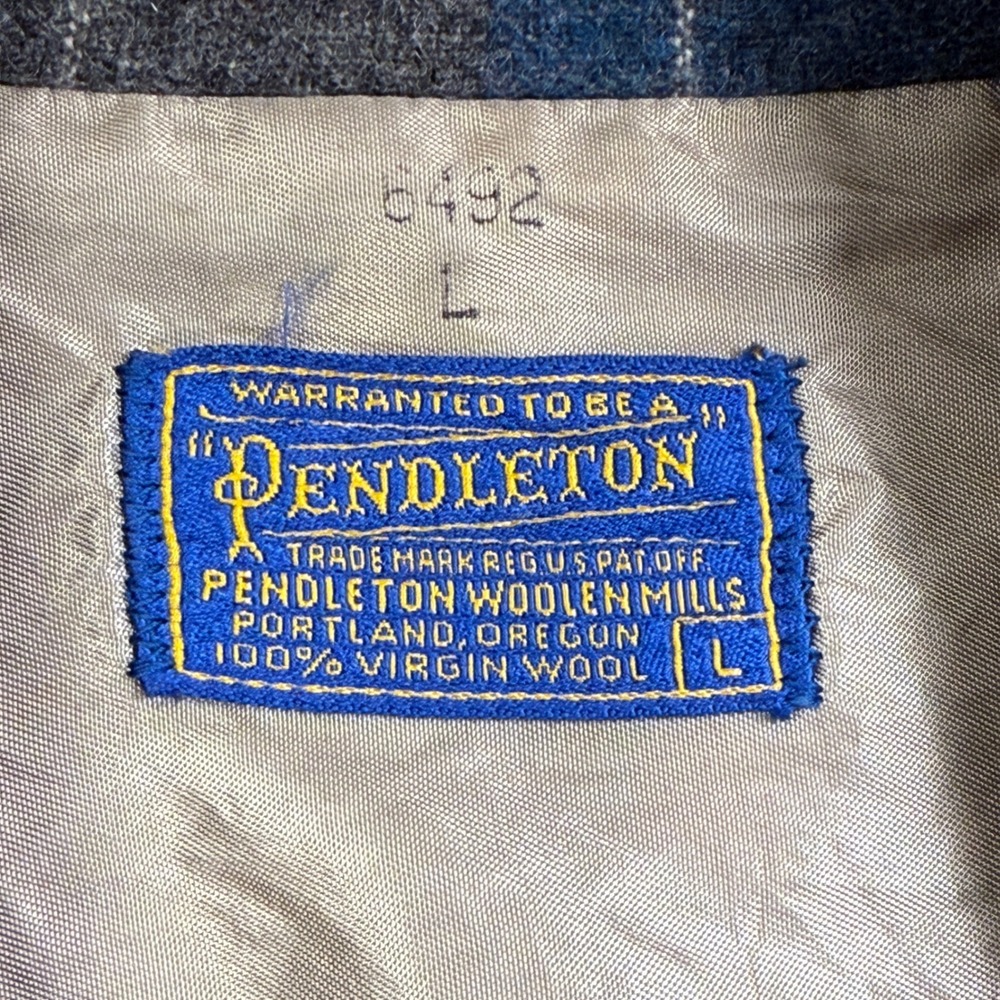 6492
L
WARRANTED TO BE A
"PENDLETON"
TRADE MARK REG.U.S.PAT.OFF.
PENDLETON WOOLEN MILLS
PORTLAND, OREGON
100% VIRGIN WOOL
L